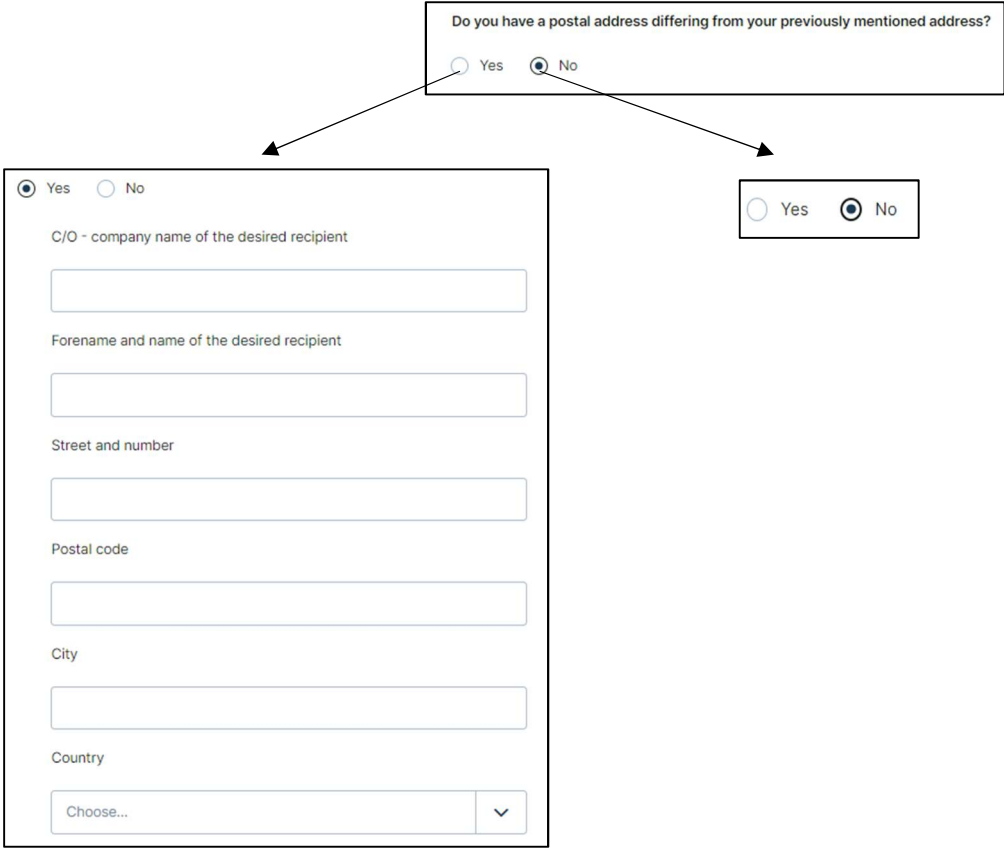 Do you have a postal address differing from your previously mentioned address?
Yes No
Yes No
C/O - company name of the desired recipient
Forename and name of the desired recipient
Street and number
Postal code
City
Country
Choose...
Yes No